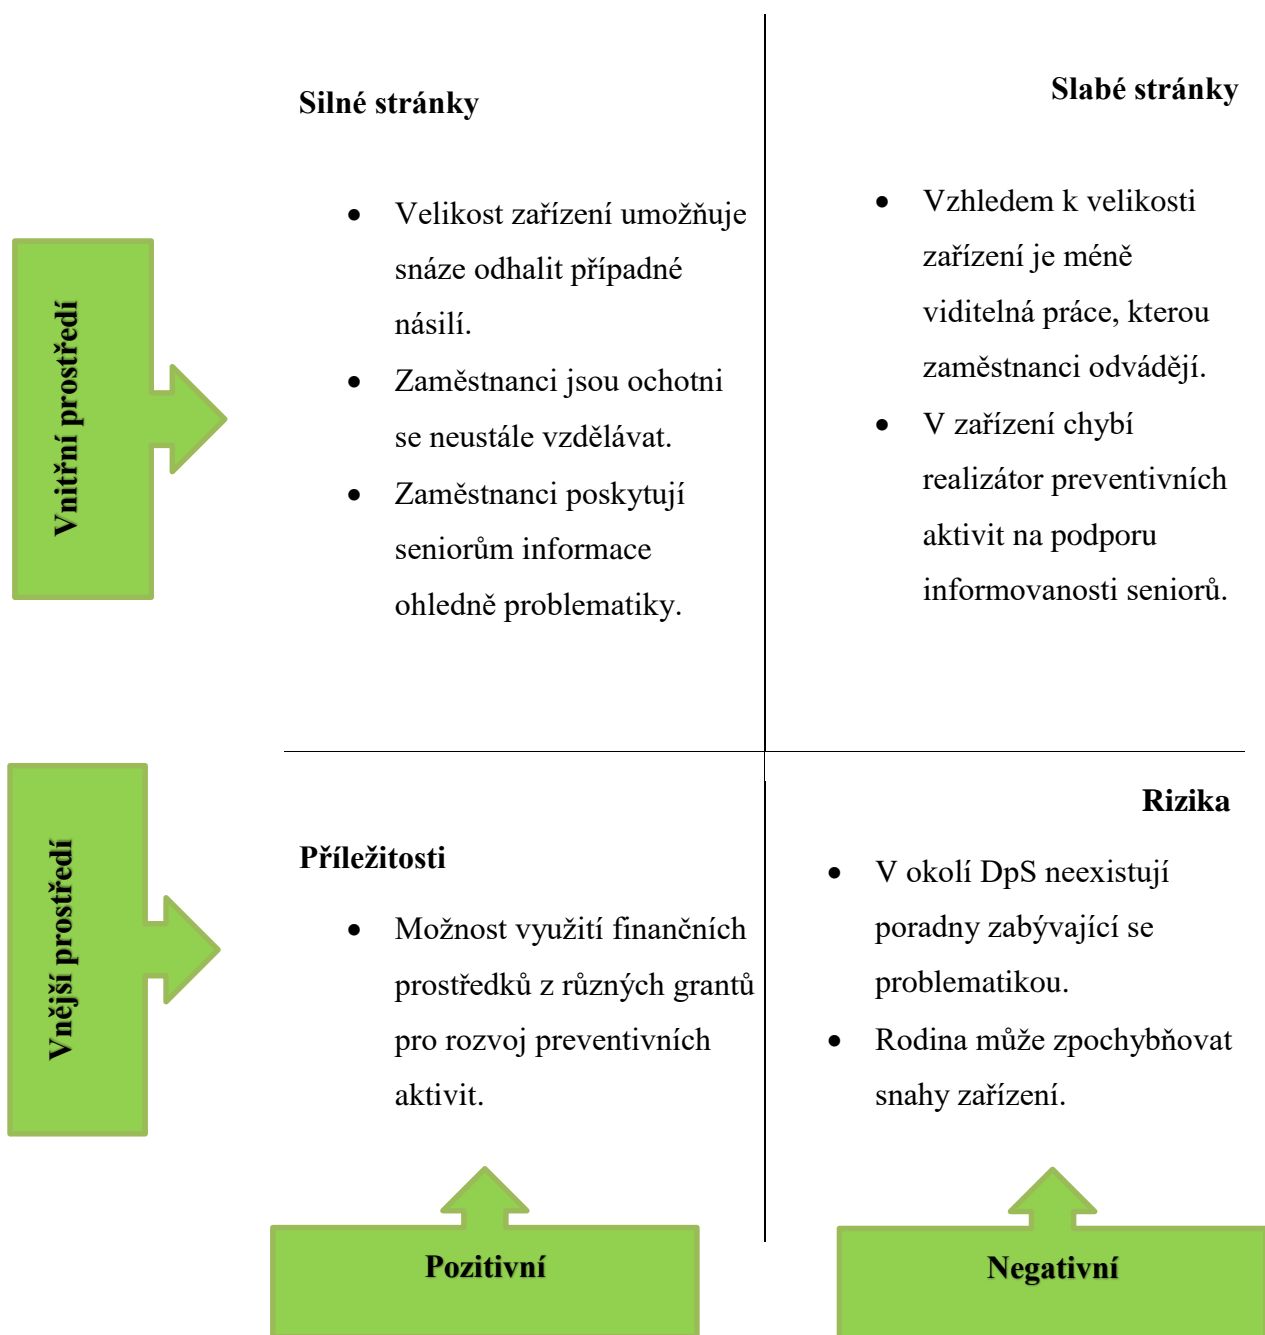 Silné stránky
Velikost zařízení umožňuje
snáze odhalit případné
násilí.
Zaměstnanci jsou ochotni
se neustále vzdělávat.
Zaměstnanci poskytují
seniorům informace
ohledně problematiky.
Slabé stránky
Vzhledem k velikosti
zařízení je méně
viditelná práce, kterou
zaměstnanci odvádějí.
V zařízení chybí
realizátor preventivních
aktivit na podporu
informovanosti seniorů.
Vnitřní prostředí
Příležitosti
Možnost využití finančních
prostředků z různých grantů
pro rozvoj preventivních
aktivit.
Rizika
V okolí DpS neexistují
poradny zabývající se
problematikou.
Rodina může zpochybňovat
snahy zařízení.
Vnější prostředí
Pozitivní
Negativní